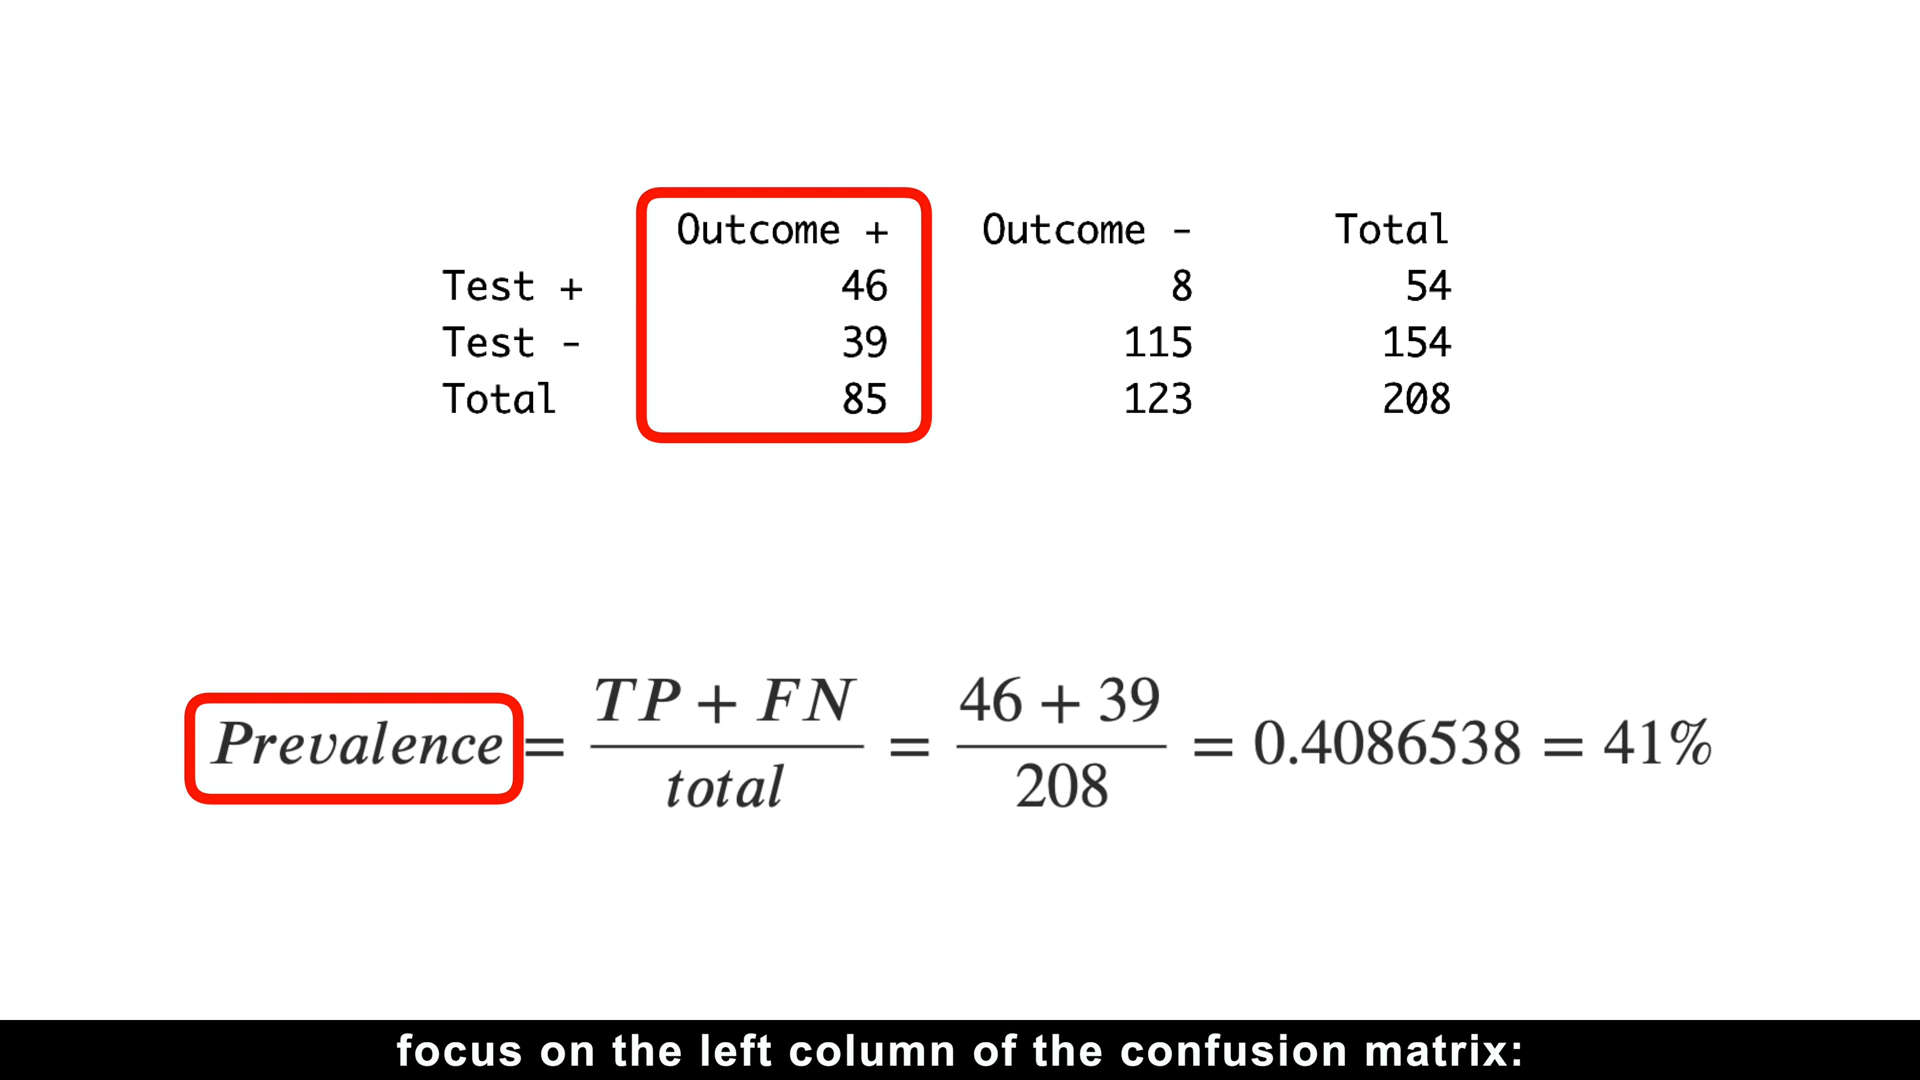 Outcome + Outcome - Total
Test + 46 8 54
Test - 39 115 154
Total 85 123 208
Prevalence = TP + FN / total = 46 + 39 / 208 = 0.4086538 = 41%
focus on the left column of the confusion matrix: